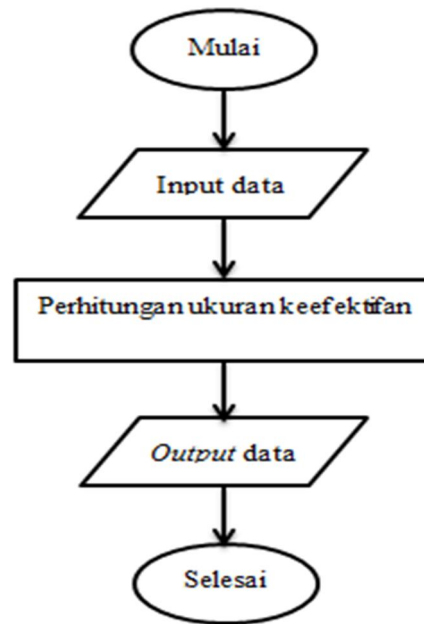 Mulai
Input data
Perhitungan ukuran keefektifan
Output data
Selesai